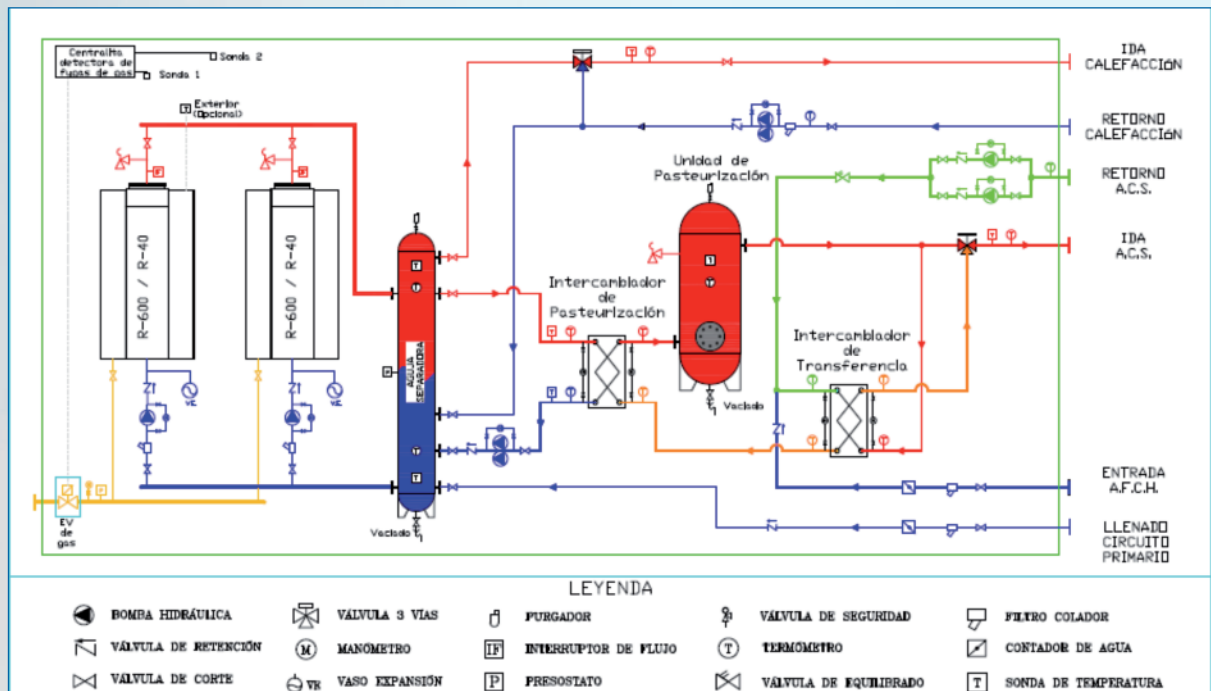 Centralita
detectora de
fugas de gas
Sonda 2
Sonda 1
T
Exterior
(Opcional)
P
P
R-600 / R-40
R-600 / R-40
EV
de
gas
AGUJA
SEPARADORA
T
T
P
T
T
Vaciado
Intercambiador
de
Pasteurización
Unidad de
Pasteurización
T
T
Vaciado
Intercambiador
de
Transferencia
IDA
CALEFACCIÓN
RETORNO
CALEFACCIÓN
RETORNO
A.C.S.
IDA
A.C.S.
ENTRADA
A.F.C.H.
LLENADO
CIRCUITO
PRIMARIO
LEYENDA
BOMBA HIDRÁULICA
VÁLVULA 3 VIAS
PURGADOR
VÁLVULA DE SEGURIDAD
FILTRO COLADOR
VÁLVULA DE RETENCIÓN
M MANÓMETRO
IF INTERRUPTOR DE FLUJO
T TERMÓMETRO
CONTADOR DE AGUA
VÁLVULA DE CORTE
VE VASO EXPANSIÓN
P PRESOSTATO
VÁLVULA DE EQUILIBRADO
T SONDA DE TEMPERATURA